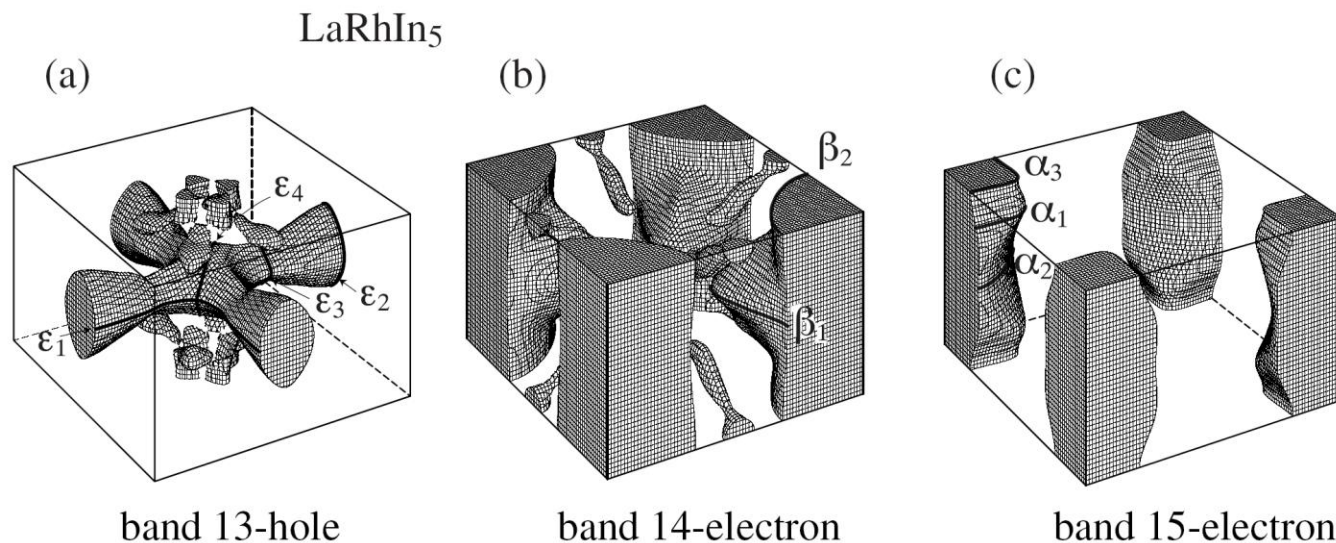 LaRhIn₅
(a)
(b)
(c)
ε₄
ε₃
ε₂
ε₁
β₂
β₁
α₃
α₁
α₂
band 13-hole
band 14-electron
band 15-electron